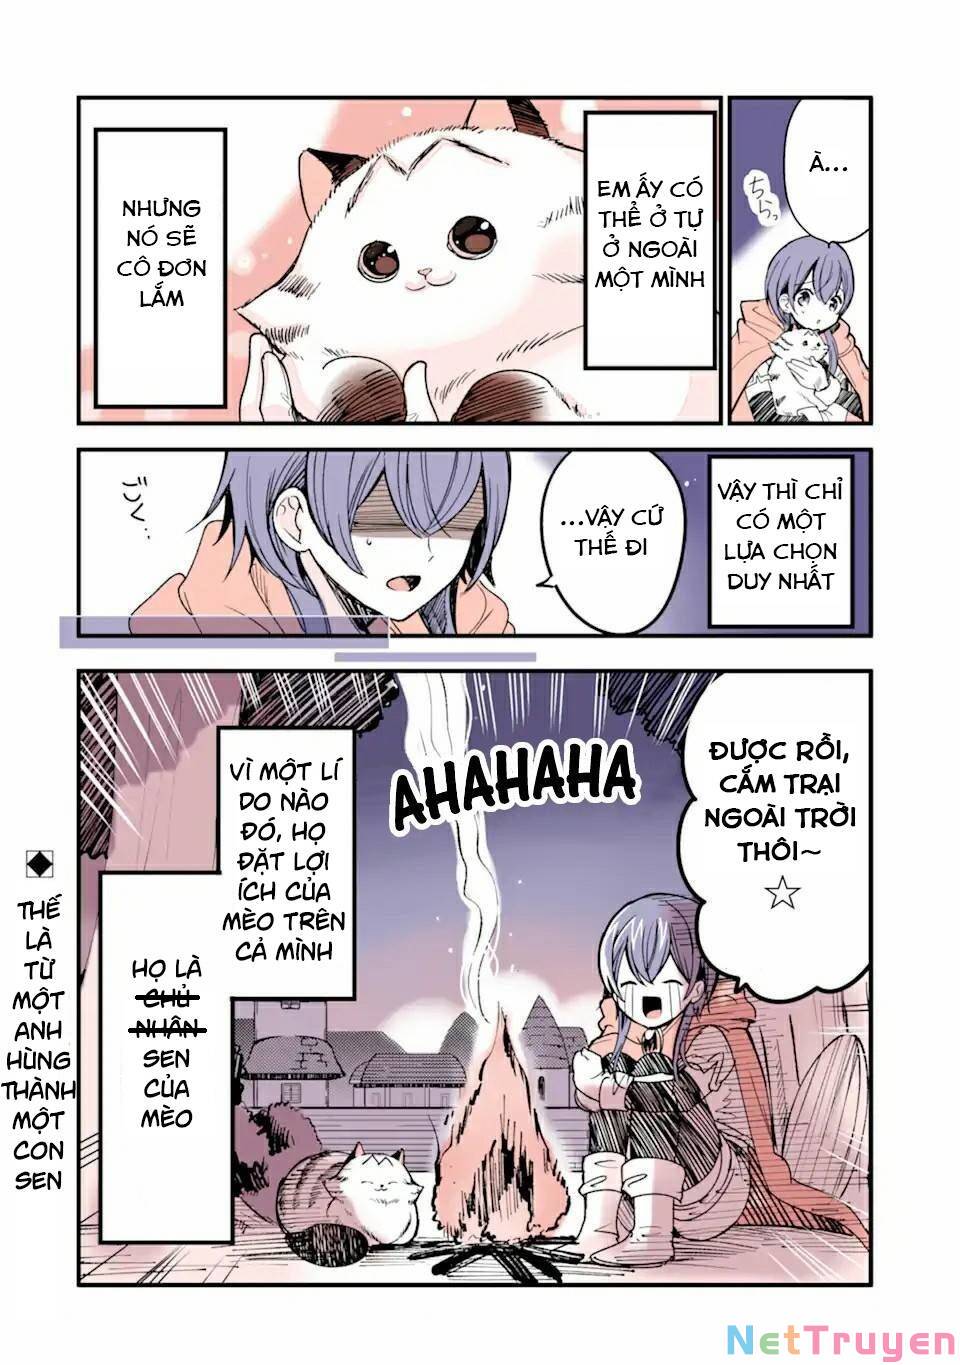 À...
ちらっ
EM ẤY CÓ
THỂ Ở TỰ
Ở NGOÀI
MỘT MÌNH
NHƯNG
NÓ SẼ
CÔ ĐƠN
LẮM
VẬY THÌ CHỈ
CÓ MỘT
LỰA CHỌN
DUY NHẤT
...VẬY CỨ
THẾ ĐI
ĐƯỢC RỒI,
CẮM TRẠI
NGOÀI TRỜI
THÔI~
☆
AHAHAHA
VÌ MỘT LÍ
DO NÀO
ĐÓ, HỌ
ĐẶT LỢI
ÍCH CỦA
MÈO TRÊN
CẢ MÌNH
HỌ LÀ
CHỦ
NHÂN
SEN
CỦA
MÈO
THẾ
LÀ
TỪ
MỘT
ANH
HÙNG
THÀNH
MỘT
CON
SEN
NetTruyen